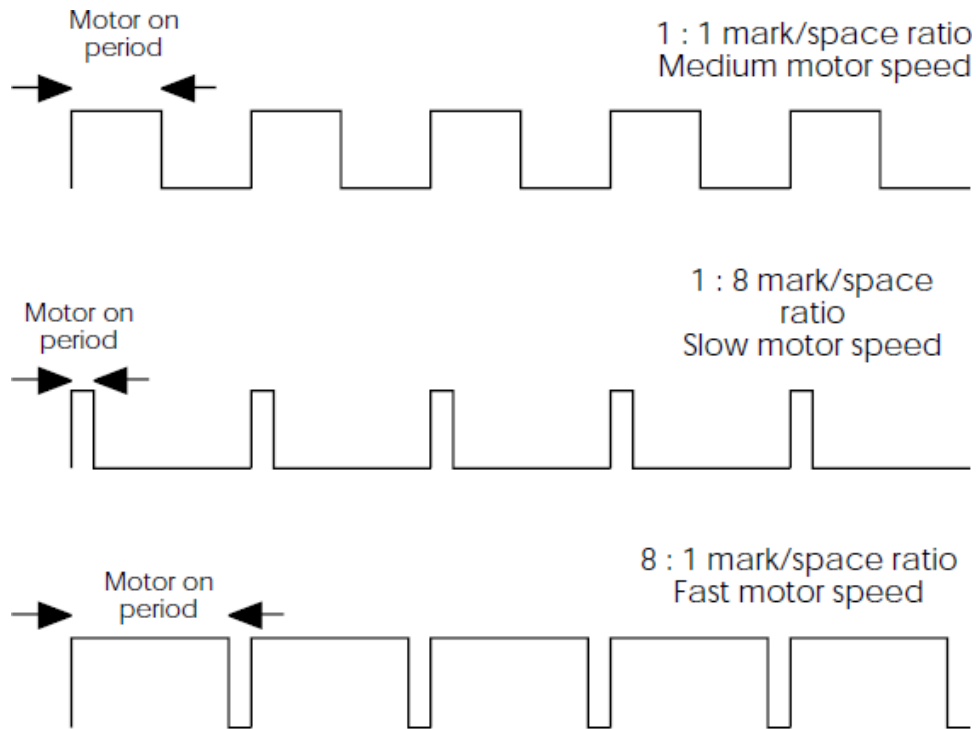 Motor on
period
1 : 1 mark/space ratio
Medium motor speed
Motor on
period
1 : 8 mark/space
ratio
Slow motor speed
Motor on
period
8 : 1 mark/space ratio
Fast motor speed